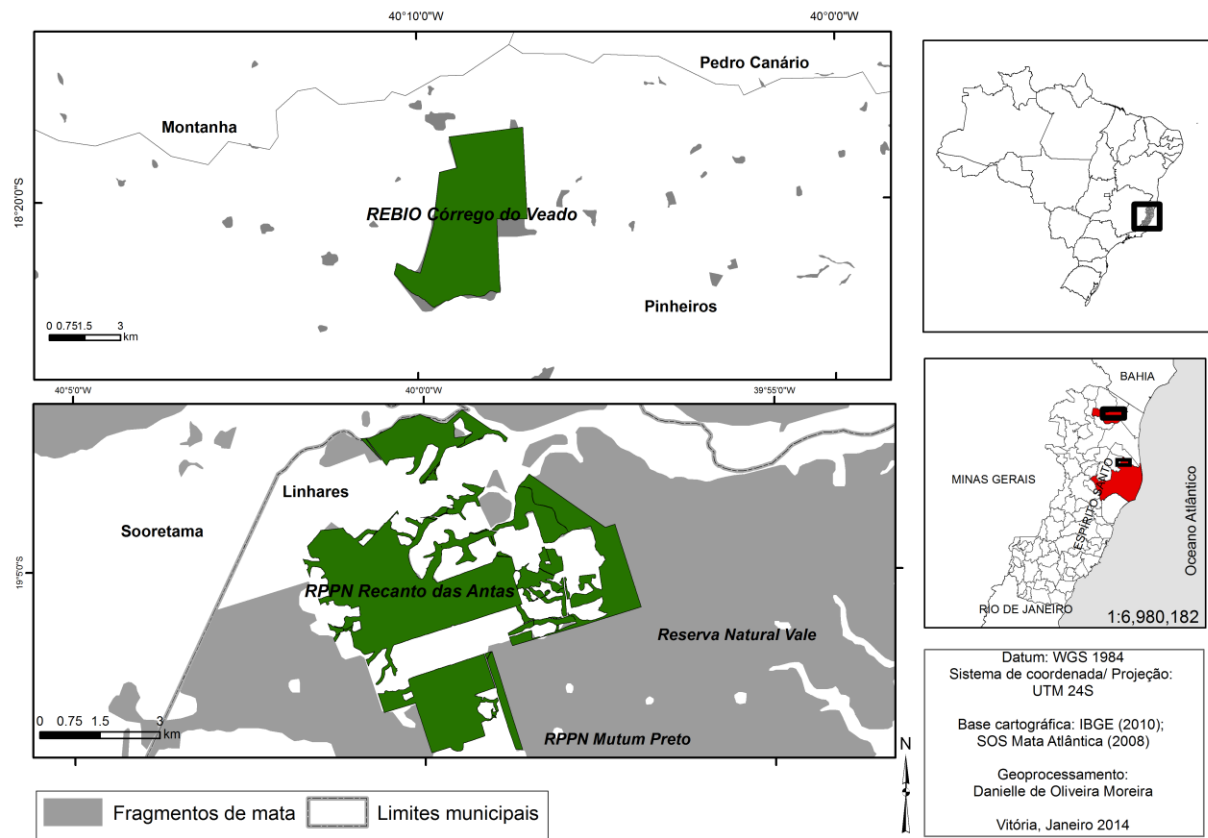 40°10'0"W
40°0'0"W
Pedro Canário
Montanha
18°20'0"S
REBIO Córrego do Veado
Pinheiros
0 0.75 1.5 3
km
40°5'0"W
40°0'0"W
39°55'0"W
Linhares
Sooretama
19°5'0"S
RPPN Recanto das Antas
Reserva Natural Vale
0 0.75 1.5 3
km
RPPN Mutum Preto
N
Fragmentos de mata
Limites municipais
BAHIA
MINAS GERAIS
ESPÍRITO SANTO
Oceano Atlântico
RIO DE JANEIRO
1:6,980,182
Datum: WGS 1984
Sistema de coordenada/ Projeção:
UTM 24S
Base cartográfica: IBGE (2010);
SOS Mata Atlântica (2008)
Geoprocessamento:
Danielle de Oliveira Moreira
Vitória, Janeiro 2014